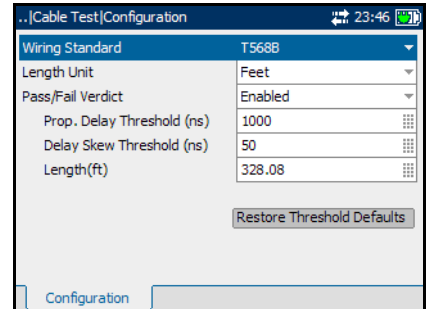 ..|Cable Test|Configuration 23:46
Wiring Standard T568B
Length Unit Feet
Pass/Fail Verdict Enabled
Prop. Delay Threshold (ns) 1000
Delay Skew Threshold (ns) 50
Length(ft) 328.08
Restore Threshold Defaults
Configuration